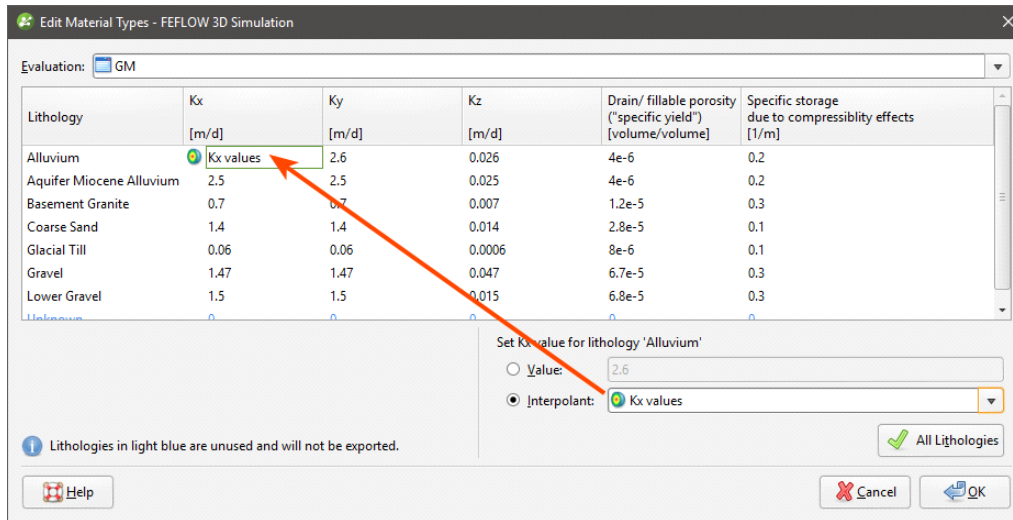 Edit Material Types - FEFLOW 3D Simulation
Evaluation: GM
Lithology Kx [m/d] Ky [m/d] Kz [m/d] Drain/ fillable porosity ("specific yield") [volume/volume] Specific storage due to compressiblity effects [1/m]
Alluvium Kx values 2.6 0.026 4e-6 0.2
Aquifer Miocene Alluvium 2.5 2.5 0.025 4e-6 0.2
Basement Granite 0.7 0.7 0.007 1.2e-5 0.3
Coarse Sand 1.4 1.4 0.014 2.8e-5 0.1
Glacial Till 0.06 0.06 0.0006 8e-6 0.1
Gravel 1.47 1.47 0.047 6.7e-5 0.3
Lower Gravel 1.5 1.5 0.015 6.8e-5 0.3
Unknown 0 0 0 0 0
Set Kx value for lithology 'Alluvium'
Value: 2.6
Interpolant: Kx values
All Lithologies
Lithologies in light blue are unused and will not be exported.
Help Cancel OK